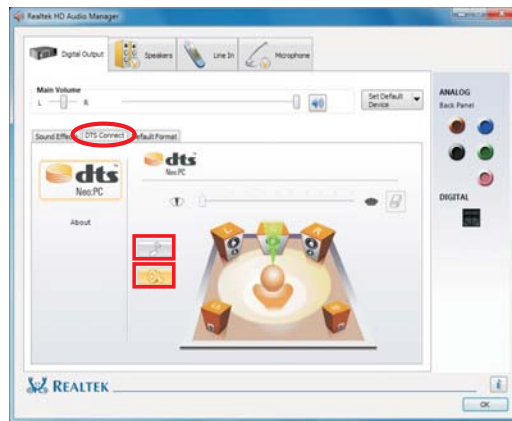 Realtek HD Audio Manager
Digital Output
Speakers
Line In
Microphone
Main Volume
L
R
Set Default
Device
ANALOG
Back Panel
Sound Effects
DTS Connect
Default Format
dts
Neo:PC
dts
Neo:PC
About
DIGITAL
L
R
REALTEK
i
OK